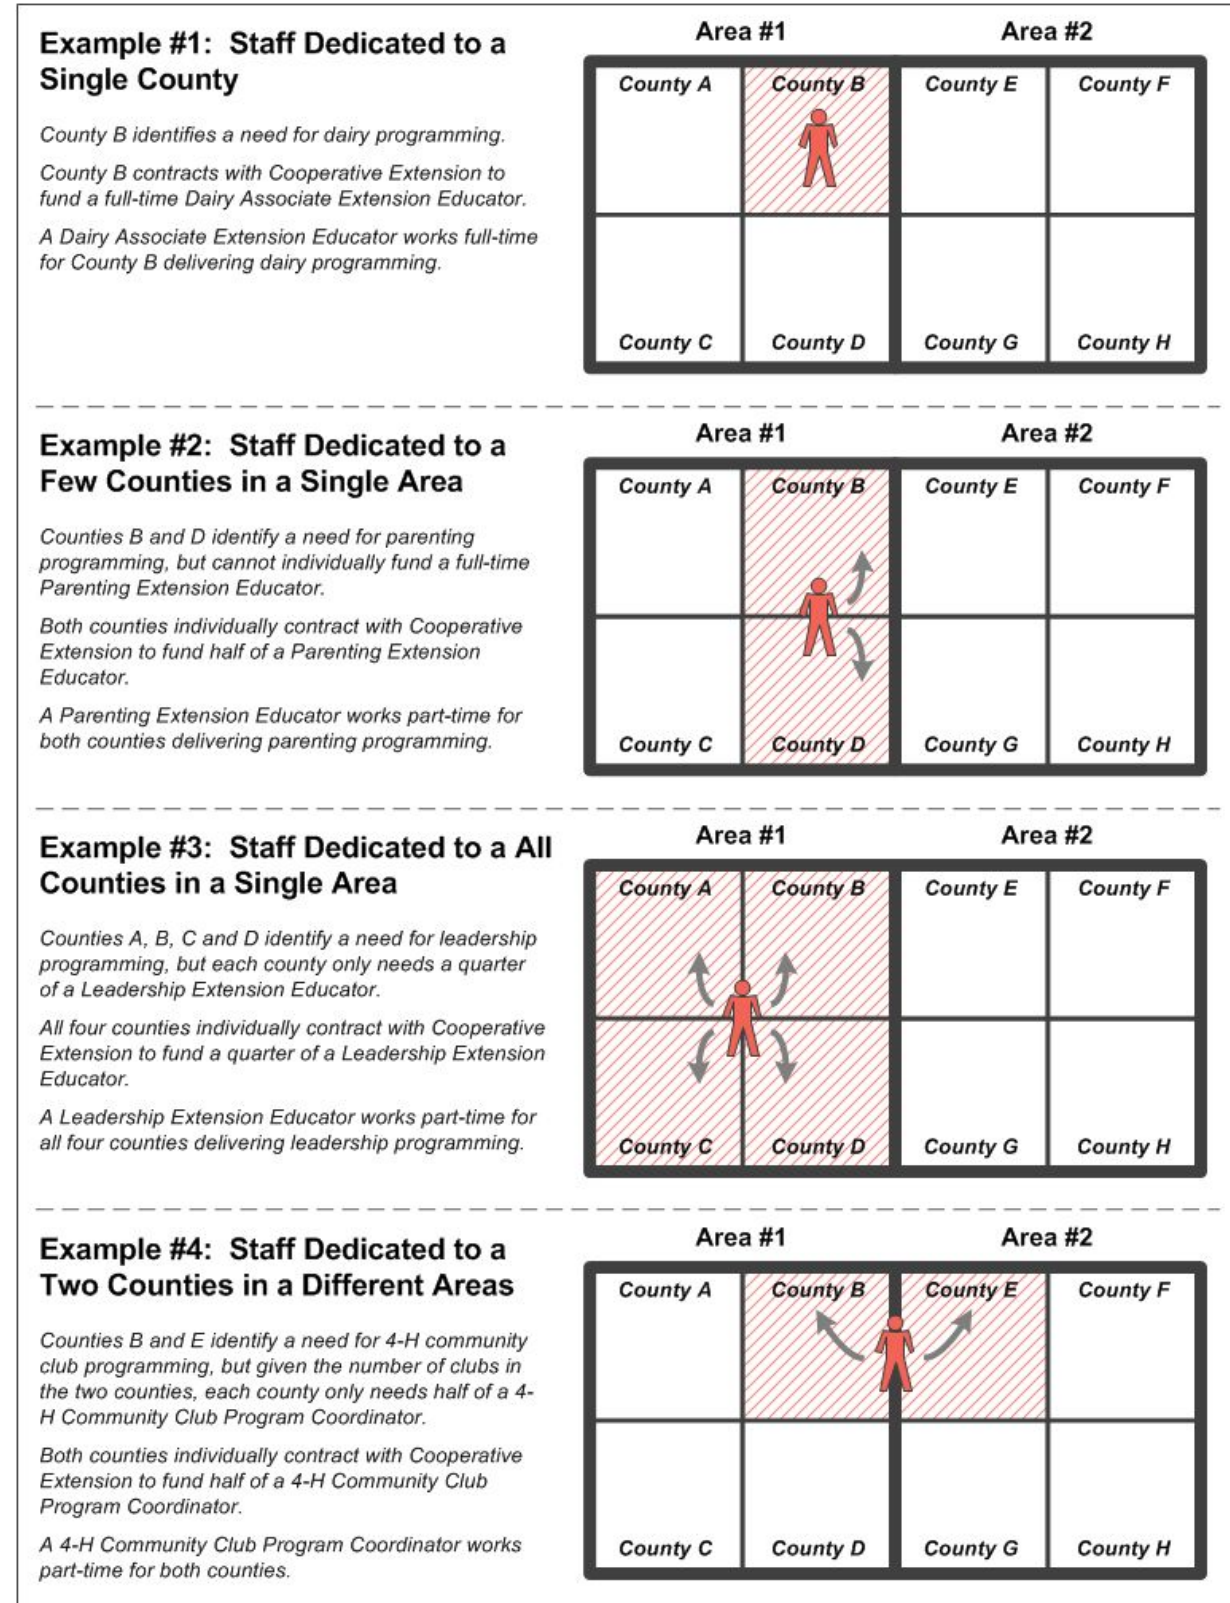 Example #1:  Staff Dedicated to a
Single County
County B identifies a need for dairy programming.
County B contracts with Cooperative Extension to
fund a full-time Dairy Associate Extension Educator.
A Dairy Associate Extension Educator works full-time
for County B delivering dairy programming.
Area #1
Area #2
County A
County B
County E
County F
County C
County D
County G
County H
Example #2:  Staff Dedicated to a
Few Counties in a Single Area
Counties B and D identify a need for parenting
programming, but cannot individually fund a full-time
Parenting Extension Educator.
Both counties individually contract with Cooperative
Extension to fund half of a Parenting Extension
Educator.
A Parenting Extension Educator works part-time for
both counties delivering parenting programming.
Area #1
Area #2
County A
County B
County E
County F
County C
County D
County G
County H
Example #3:  Staff Dedicated to a All
Counties in a Single Area
Counties A, B, C and D identify a need for leadership
programming, but each county only needs a quarter
of a Leadership Extension Educator.
All four counties individually contract with Cooperative
Extension to fund a quarter of a Leadership Extension
Educator.
A Leadership Extension Educator works part-time for
all four counties delivering leadership programming.
Area #1
Area #2
County A
County B
County E
County F
County C
County D
County G
County H
Example #4:  Staff Dedicated to a
Two Counties in a Different Areas
Counties B and E identify a need for 4-H community
club programming, but given the number of clubs in
the two counties, each county only needs half of a 4-
H Community Club Program Coordinator.
Both counties individually contract with Cooperative
Extension to fund half of a 4-H Community Club
Program Coordinator.
A 4-H Community Club Program Coordinator works
part-time for both counties.
Area #1
Area #2
County A
County B
County E
County F
County C
County D
County G
County H